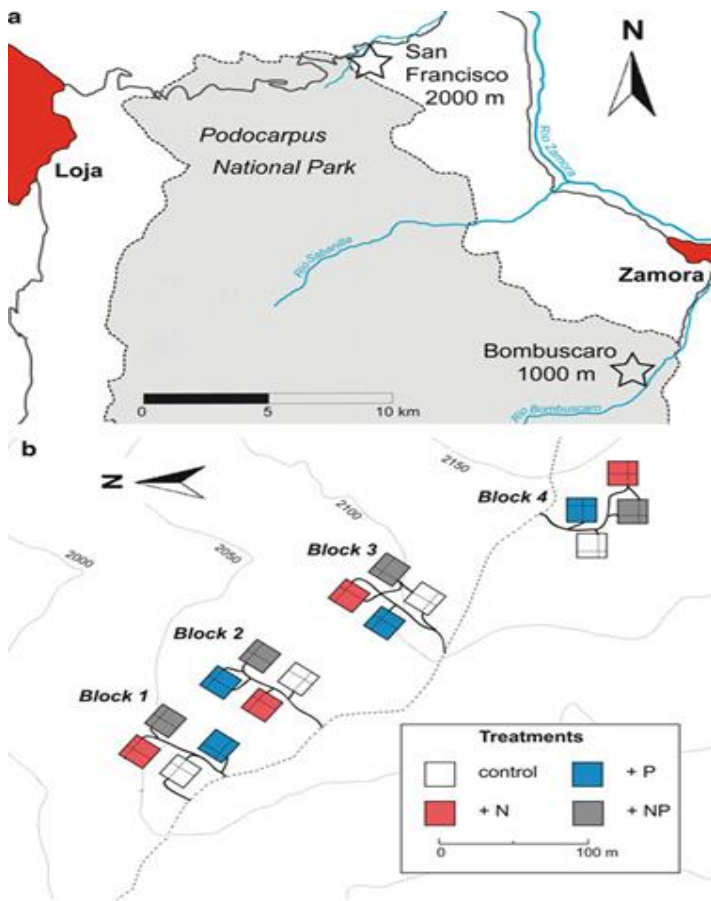 a
San
Francisco
2000 m
N
Podocarpus
National Park
Loja
Rio Zamora
Rio Sabanilla
Zamora
Bombuscaro
1000 m
Rio Bombuscaro
0
5
10 km
b
N
2150
Block 4
2100
Block 3
2050
2000
Block 2
Block 1
Treatments
control
+ P
+ N
+ NP
0
100 m